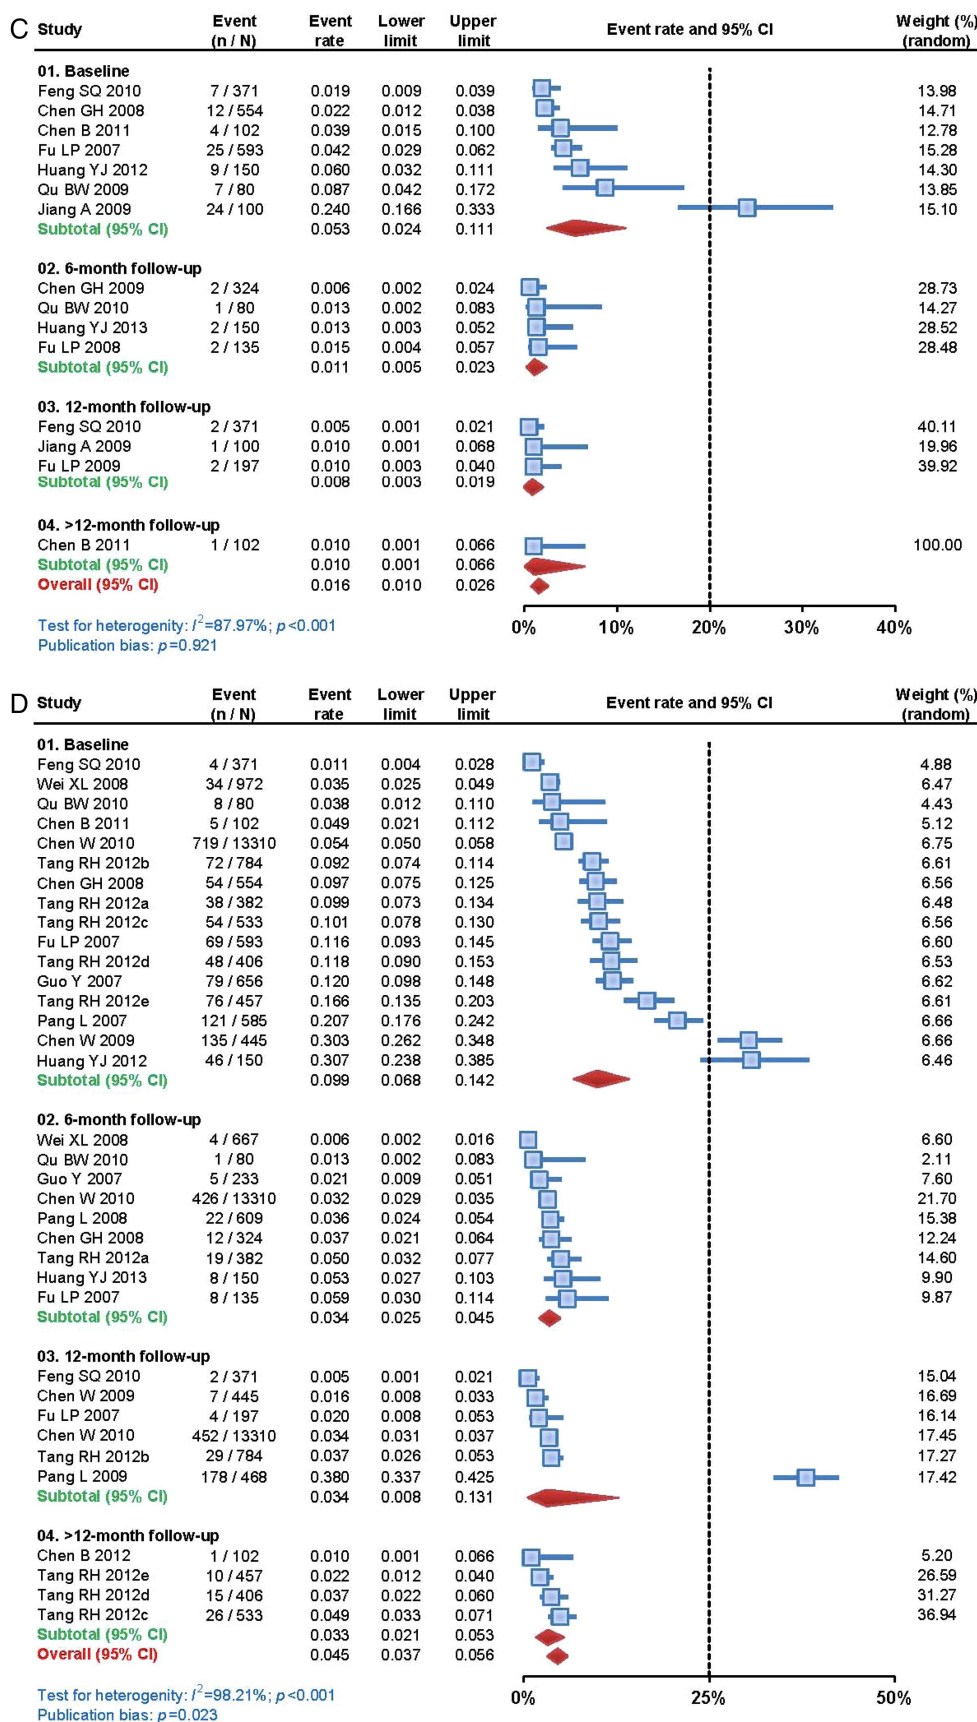 C Study Event (n / N) Event rate Lower limit Upper limit Event rate and 95% CI Weight (%) (random)
01. Baseline
Feng SQ 2010 7 / 371 0.019 0.009 0.039 13.98
Chen GH 2008 12 / 554 0.022 0.012 0.038 14.71
Chen B 2011 4 / 102 0.039 0.015 0.100 12.78
Fu LP 2007 25 / 593 0.042 0.029 0.062 15.28
Huang YJ 2012 9 / 150 0.060 0.032 0.111 14.30
Qu BW 2009 7 / 80 0.087 0.042 0.172 13.85
Jiang A 2009 24 / 100 0.240 0.166 0.333 15.10
Subtotal (95% CI) 0.053 0.024 0.111
02. 6-month follow-up
Chen GH 2009 2 / 324 0.006 0.002 0.024 28.73
Qu BW 2010 1 / 80 0.013 0.002 0.083 14.27
Huang YJ 2013 2 / 150 0.013 0.003 0.052 28.52
Fu LP 2008 2 / 135 0.015 0.004 0.057 28.48
Subtotal (95% CI) 0.011 0.005 0.023
03. 12-month follow-up
Feng SQ 2010 2 / 371 0.005 0.001 0.021 40.11
Jiang A 2009 1 / 100 0.010 0.001 0.068 19.96
Fu LP 2009 2 / 197 0.010 0.003 0.040 39.92
Subtotal (95% CI) 0.008 0.003 0.019
04. >12-month follow-up
Chen B 2011 1 / 102 0.010 0.001 0.066 100.00
Subtotal (95% CI) 0.010 0.001 0.066
Overall (95% CI) 0.016 0.010 0.026
0% 10% 20% 30% 40%
Test for heterogenity: I²=87.97%; p<0.001
Publication bias: p=0.921
D Study Event (n / N) Event rate Lower limit Upper limit Event rate and 95% CI Weight (%) (random)
01. Baseline
Feng SQ 2010 4 / 371 0.011 0.004 0.028 4.88
Wei XL 2008 34 / 972 0.035 0.025 0.049 6.47
Qu BW 2010 8 / 80 0.038 0.012 0.110 4.43
Chen B 2011 5 / 102 0.049 0.021 0.112 5.12
Chen W 2010 719 / 13310 0.054 0.050 0.058 6.75
Tang RH 2012b 72 / 784 0.092 0.074 0.114 6.61
Chen GH 2008 54 / 554 0.097 0.075 0.125 6.56
Tang RH 2012a 38 / 382 0.099 0.073 0.134 6.48
Tang RH 2012c 54 / 533 0.101 0.078 0.130 6.56
Fu LP 2007 69 / 593 0.116 0.093 0.145 6.60
Tang RH 2012d 48 / 406 0.118 0.090 0.153 6.53
Guo Y 2007 79 / 656 0.120 0.098 0.148 6.62
Tang RH 2012e 76 / 457 0.166 0.135 0.203 6.61
Pang L 2007 121 / 585 0.207 0.176 0.242 6.66
Chen W 2009 135 / 445 0.303 0.262 0.348 6.66
Huang YJ 2012 46 / 150 0.307 0.238 0.385 6.46
Subtotal (95% CI) 0.099 0.068 0.142
02. 6-month follow-up
Wei XL 2008 4 / 667 0.006 0.002 0.016 6.60
Qu BW 2010 1 / 80 0.013 0.002 0.083 2.11
Guo Y 2007 5 / 233 0.021 0.009 0.051 7.60
Chen W 2010 426 / 13310 0.032 0.029 0.035 21.70
Pang L 2008 22 / 609 0.036 0.024 0.054 15.38
Chen GH 2008 12 / 324 0.037 0.021 0.064 12.24
Tang RH 2012a 19 / 382 0.050 0.032 0.077 14.60
Huang YJ 2013 8 / 150 0.053 0.027 0.103 9.90
Fu LP 2007 8 / 135 0.059 0.030 0.114 9.87
Subtotal (95% CI) 0.034 0.025 0.045
03. 12-month follow-up
Feng SQ 2010 2 / 371 0.005 0.001 0.021 15.04
Chen W 2009 7 / 445 0.016 0.008 0.033 16.69
Fu LP 2007 4 / 197 0.020 0.008 0.053 16.14
Chen W 2010 452 / 13310 0.034 0.031 0.037 17.45
Tang RH 2012b 29 / 784 0.037 0.026 0.053 17.27
Pang L 2009 178 / 468 0.380 0.337 0.425 17.42
Subtotal (95% CI) 0.034 0.008 0.131
04. >12-month follow-up
Chen B 2012 1 / 102 0.010 0.001 0.066 5.20
Tang RH 2012e 10 / 457 0.022 0.012 0.040 26.59
Tang RH 2012d 15 / 406 0.037 0.022 0.060 31.27
Tang RH 2012c 26 / 533 0.049 0.033 0.071 36.94
Subtotal (95% CI) 0.033 0.021 0.053
Overall (95% CI) 0.045 0.037 0.056
0% 25% 50%
Test for heterogenity: I²=98.21%; p<0.001
Publication bias: p=0.023